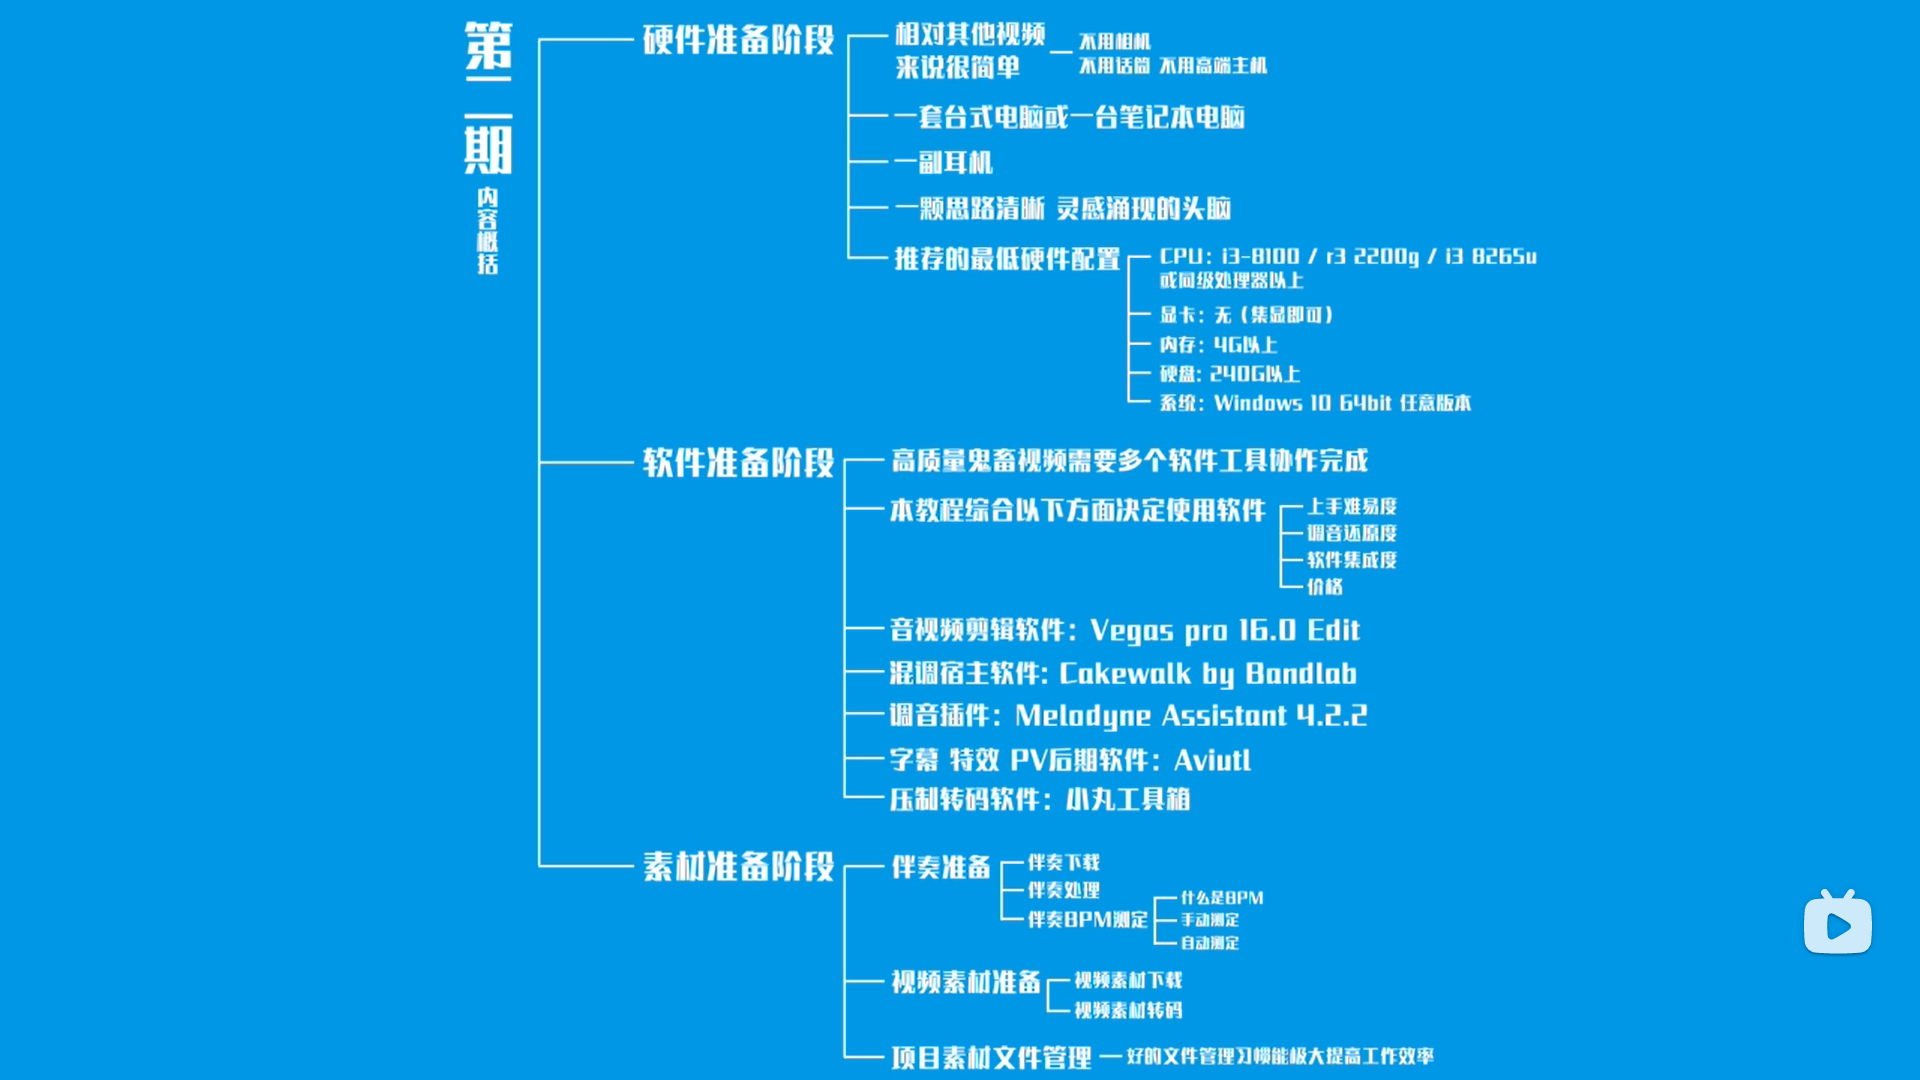 第二期
内容概括
硬件准备阶段
相对其他视频
来说很简单
不用相机
不用话筒 不用高端主机
一套台式电脑或一台笔记本电脑
一副耳机
一颗思路清晰 灵感涌现的头脑
推荐的最低硬件配置
CPU：i3-8100 / r3 2200g / i3 8265u
或同级处理器以上
显卡：无（集显即可）
内存：4G以上
硬盘：240G以上
系统：Windows 10 64bit 任意版本
软件准备阶段
高质量鬼畜视频需要多个软件工具协作完成
本教程综合以下方面决定使用软件
上手难易度
调音还原度
软件集成度
价格
音视频剪辑软件：Vegas pro 16.0 Edit
混调宿主软件: Cakewalk by Bandlab
调音插件：Melodyne Assistant 4.2.2
字幕 特效 PV后期软件：Aviutl
压制转码软件：小丸工具箱
素材准备阶段
伴奏准备
伴奏下载
伴奏处理
伴奏BPM测定
什么是BPM
手动测定
自动测定
视频素材准备
视频素材下载
视频素材转码
项目素材文件管理
好的文件管理习惯能极大提高工作效率